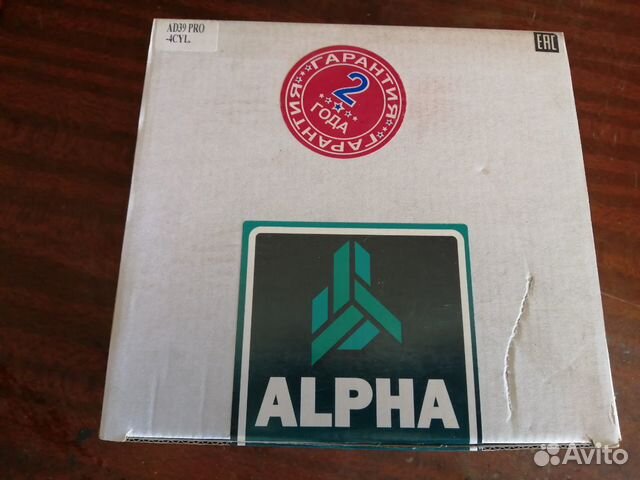 AD39 PRO
-4CYL.
EAC
ГАРАНТИЯ
2
ГОДА
ГАРАНТИЯ
ALPHA
Avito